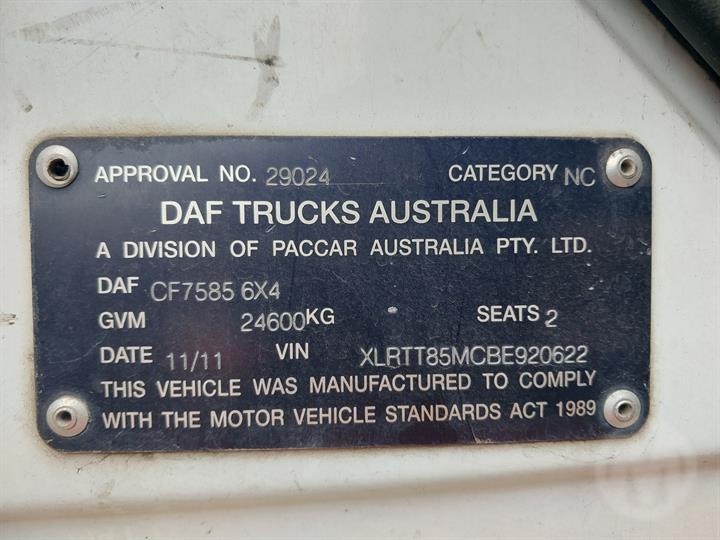 APPROVAL NO. 29024 CATEGORY NC
DAF TRUCKS AUSTRALIA
A DIVISION OF PACCAR AUSTRALIA PTY. LTD.
DAF CF7585 6X4
GVM 24600KG SEATS 2
DATE 11/11 VIN XLRTT85MCBE920622
THIS VEHICLE WAS MANUFACTURED TO COMPLY
WITH THE MOTOR VEHICLE STANDARDS ACT 1989